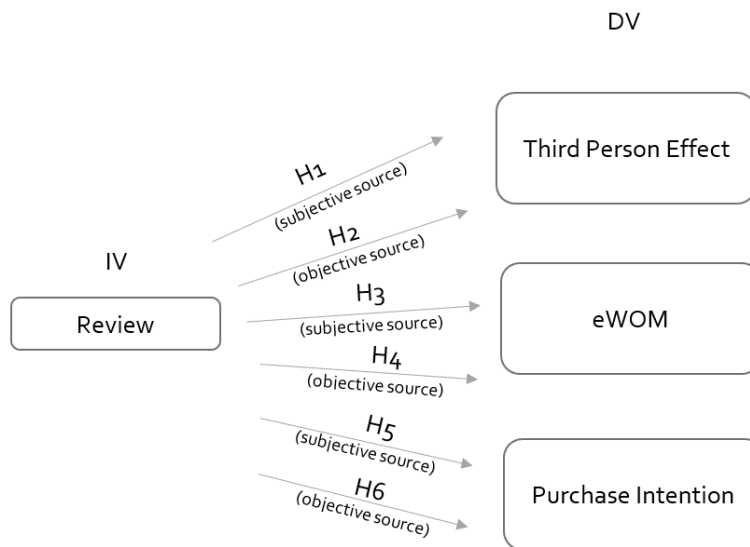 DV
Third Person Effect
H1
(subjective source)
H2
(objective source)
IV
Review
H3
(subjective source)
eWOM
H4
(objective source)
H5
(subjective source)
H6
(objective source)
Purchase Intention